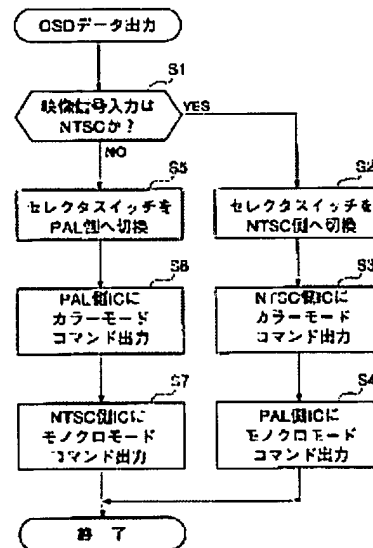 OSDデータ出力
S1
映像信号入力は
NTSCか?
YES
NO
S5
セレクタスイッチを
PAL側へ切換
S2
セレクタスイッチを
NTSC側へ切換
S6
PAL側ICに
カラーモード
コマンド出力
S3
NTSC側ICに
カラーモード
コマンド出力
S7
NTSC側ICに
モノクロモード
コマンド出力
S4
PAL側ICに
モノクロモード
コマンド出力
終了